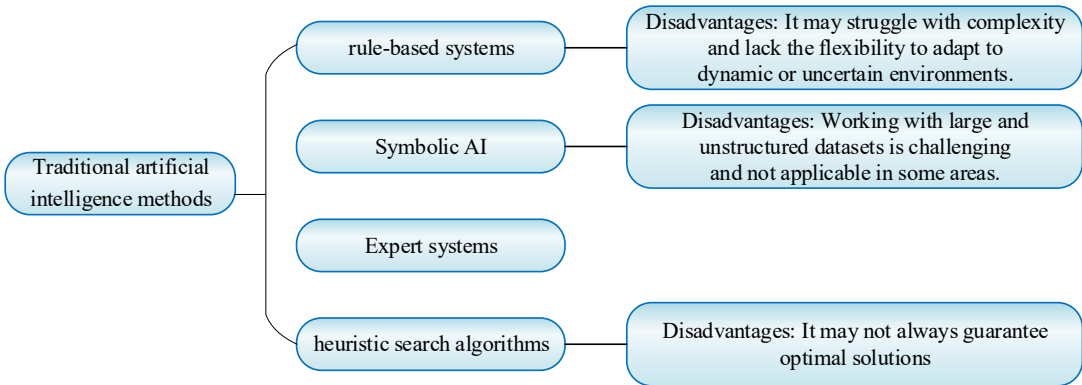 Traditional artificial
intelligence methods
rule-based systems
Disadvantages: It may struggle with complexity
and lack the flexibility to adapt to
dynamic or uncertain environments.
Symbolic AI
Disadvantages: Working with large and
unstructured datasets is challenging
and not applicable in some areas.
Expert systems
heuristic search algorithms
Disadvantages: It may not always guarantee
optimal solutions